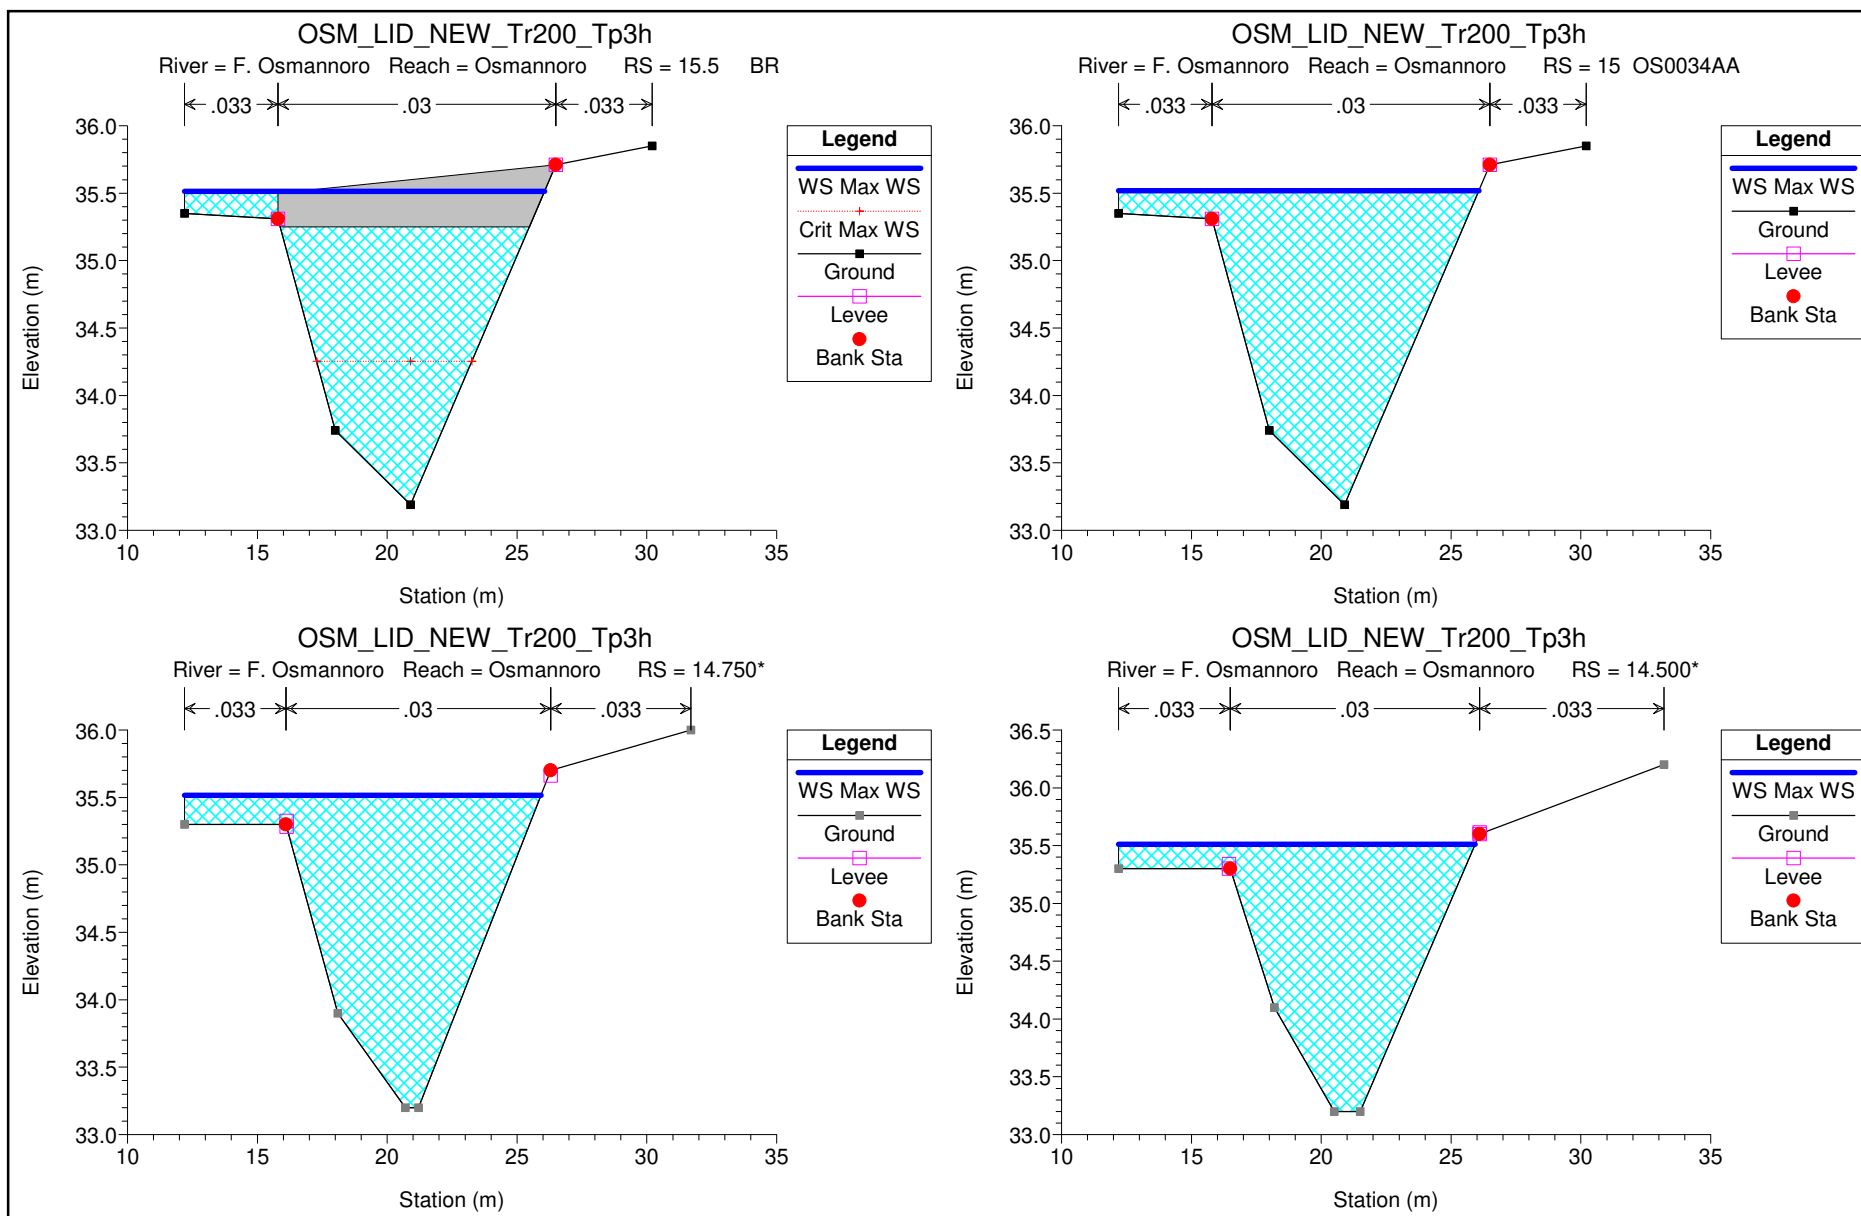 OSM_LID_NEW_Tr200_Tp3h
River = F. Osmannoro Reach = Osmannoro RS = 15.5 BR
.033 .03 .033
36.0
35.5
35.0
34.5
34.0
33.5
33.0
10 15 20 25 30 35
Station (m)
Elevation (m)
Legend
WS Max WS
Crit Max WS
Ground
Levee
Bank Sta
OSM_LID_NEW_Tr200_Tp3h
River = F. Osmannoro Reach = Osmannoro RS = 15 OS0034AA
.033 .03 .033
36.0
35.5
35.0
34.5
34.0
33.5
33.0
10 15 20 25 30 35
Station (m)
Elevation (m)
Legend
WS Max WS
Ground
Levee
Bank Sta
OSM_LID_NEW_Tr200_Tp3h
River = F. Osmannoro Reach = Osmannoro RS = 14.750*
.033 .03 .033
36.0
35.5
35.0
34.5
34.0
33.5
33.0
10 15 20 25 30 35
Station (m)
Elevation (m)
Legend
WS Max WS
Ground
Levee
Bank Sta
OSM_LID_NEW_Tr200_Tp3h
River = F. Osmannoro Reach = Osmannoro RS = 14.500*
.033 .03 .033
36.5
36.0
35.5
35.0
34.5
34.0
33.5
33.0
10 15 20 25 30 35
Station (m)
Elevation (m)
Legend
WS Max WS
Ground
Levee
Bank Sta